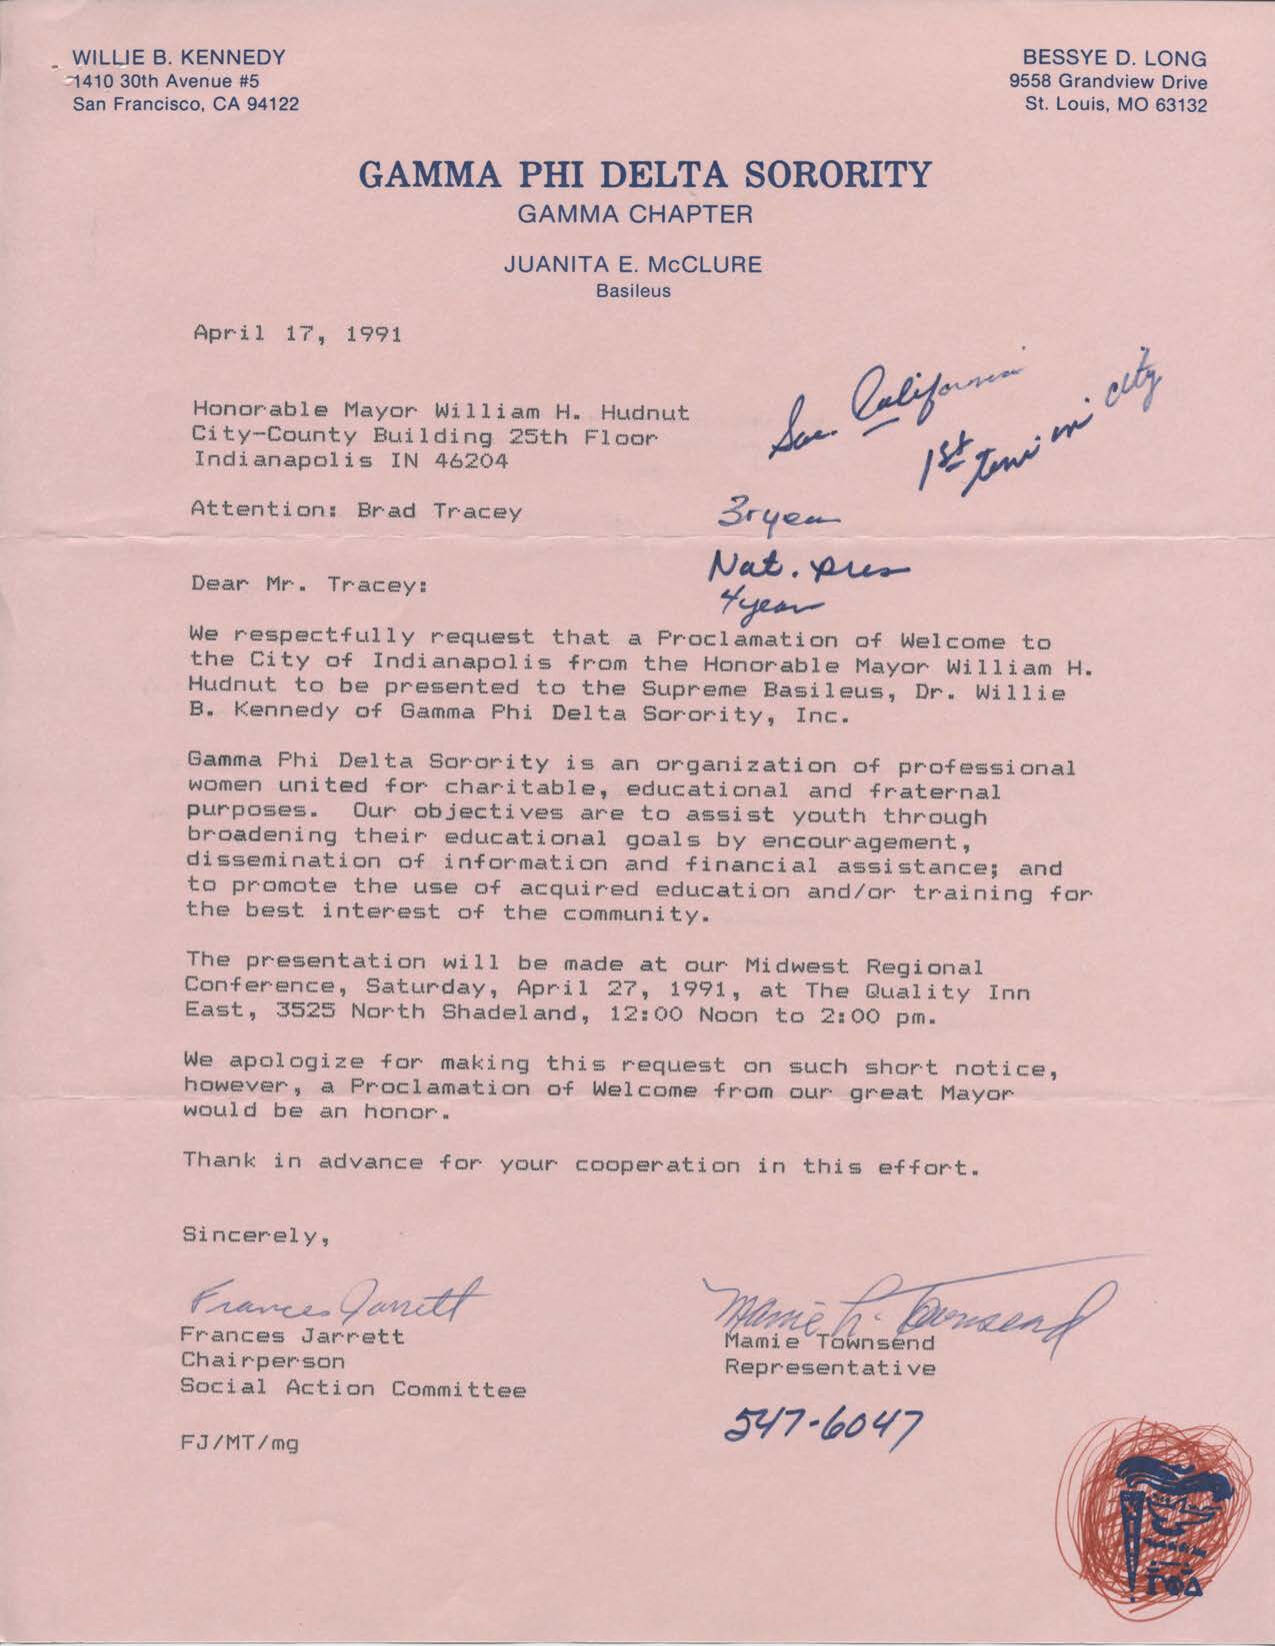 WILLIE B. KENNEDY
1410 30th Avenue #5
San Francisco, CA 94122
BESSYE D. LONG
9558 Grandview Drive
St. Louis, MO 63132
GAMMA PHI DELTA SORORITY
GAMMA CHAPTER
JUANITA E. McCLURE
Basileus
April 17, 1991
California
1st in city
Honorable Mayor William H. Hudnut
City-County Building 25th Floor
Indianapolis IN 46204
Attention: Brad Tracey
3r year
Nat. pres
4 year
Dear Mr. Tracey:
We respectfully request that a Proclamation of Welcome to
the City of Indianapolis from the Honorable Mayor William H.
Hudnut to be presented to the Supreme Basileus, Dr. Willie
B. Kennedy of Gamma Phi Delta Sorority, Inc.
Gamma Phi Delta Sorority is an organization of professional
women united for charitable, educational and fraternal
purposes. Our objectives are to assist youth through
broadening their educational goals by encouragement,
dissemination of information and financial assistance; and
to promote the use of acquired education and/or training for
the best interest of the community.
The presentation will be made at our Midwest Regional
Conference, Saturday, April 27, 1991, at The Quality Inn
East, 3525 North Shadeland, 12:00 Noon to 2:00 pm.
We apologize for making this request on such short notice,
however, a Proclamation of Welcome from our great Mayor
would be an honor.
Thank in advance for your cooperation in this effort.
Sincerely,
Frances Jarrett
Frances Jarrett
Chairperson
Social Action Committee
Mamie L. Townsend
Mamie Townsend
Representative
547-6047
FJ/MT/mg
ΓΦΔ